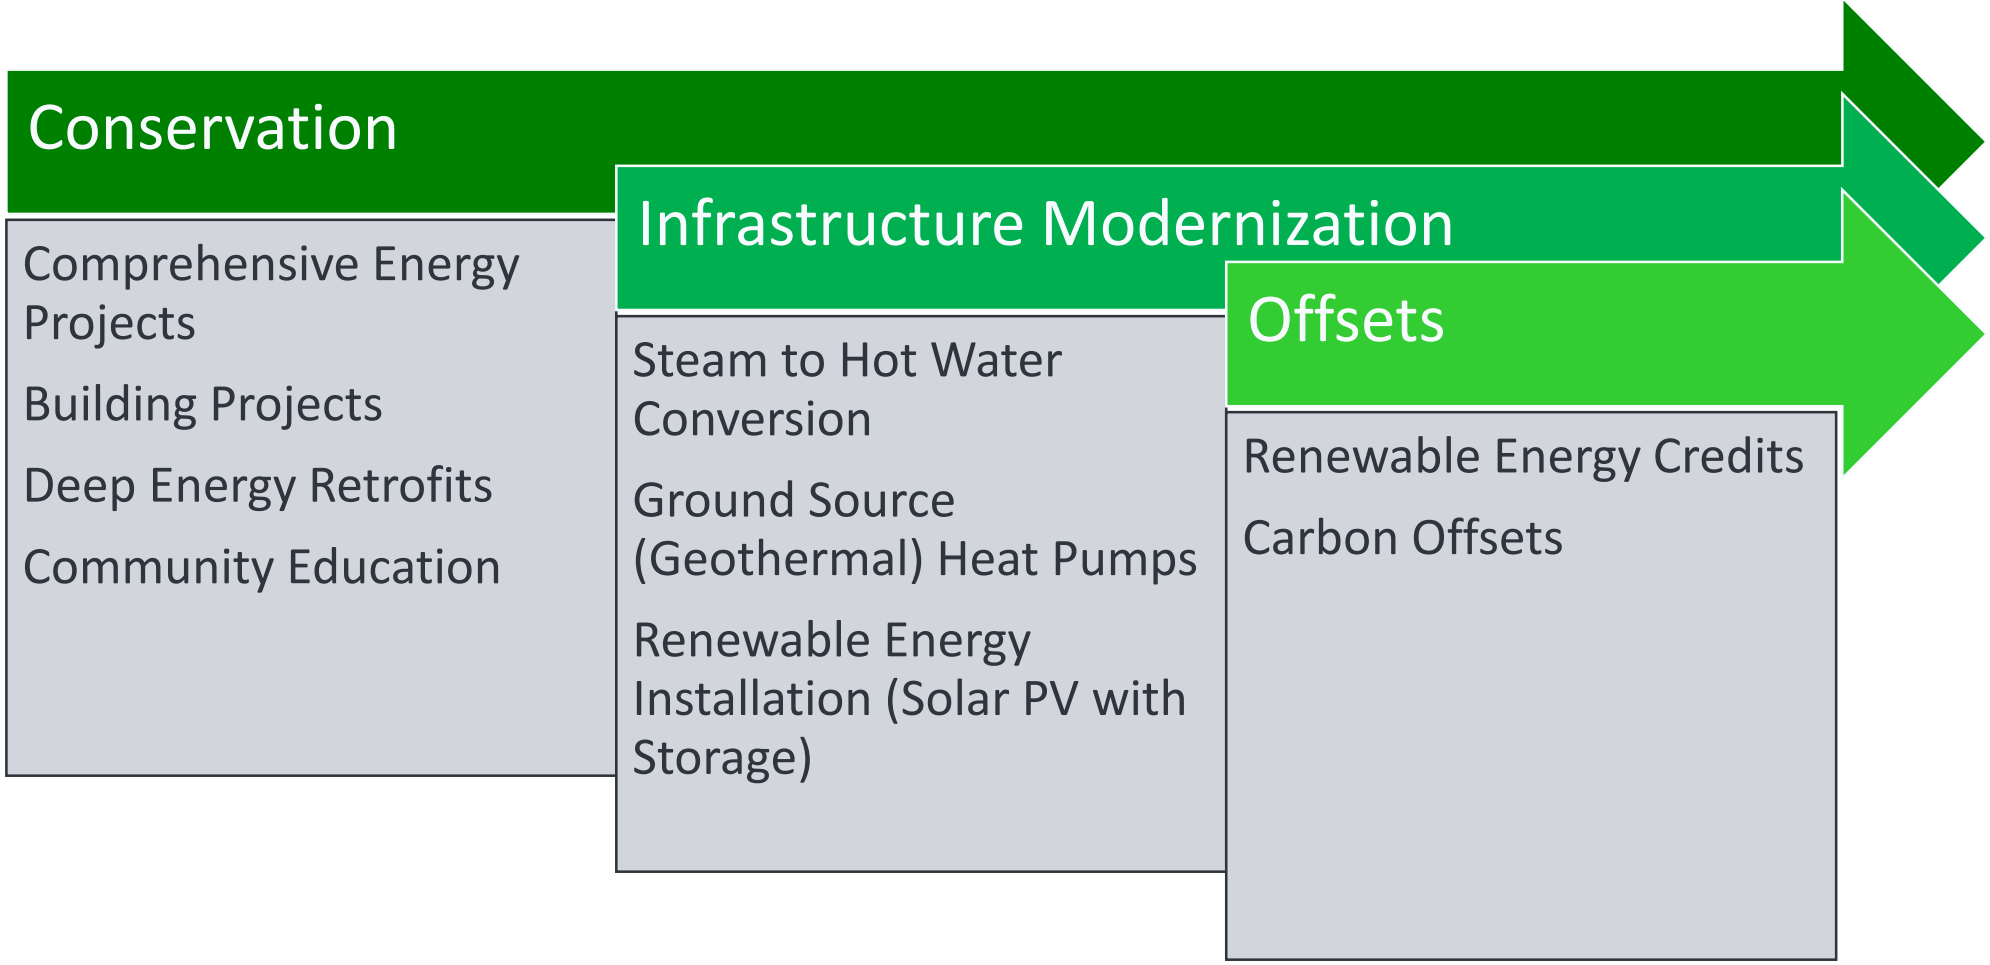 Conservation
Comprehensive Energy
Projects
Building Projects
Deep Energy Retrofits
Community Education
Infrastructure Modernization
Steam to Hot Water
Conversion
Ground Source
(Geothermal) Heat Pumps
Renewable Energy
Installation (Solar PV with
Storage)
Offsets
Renewable Energy Credits
Carbon Offsets